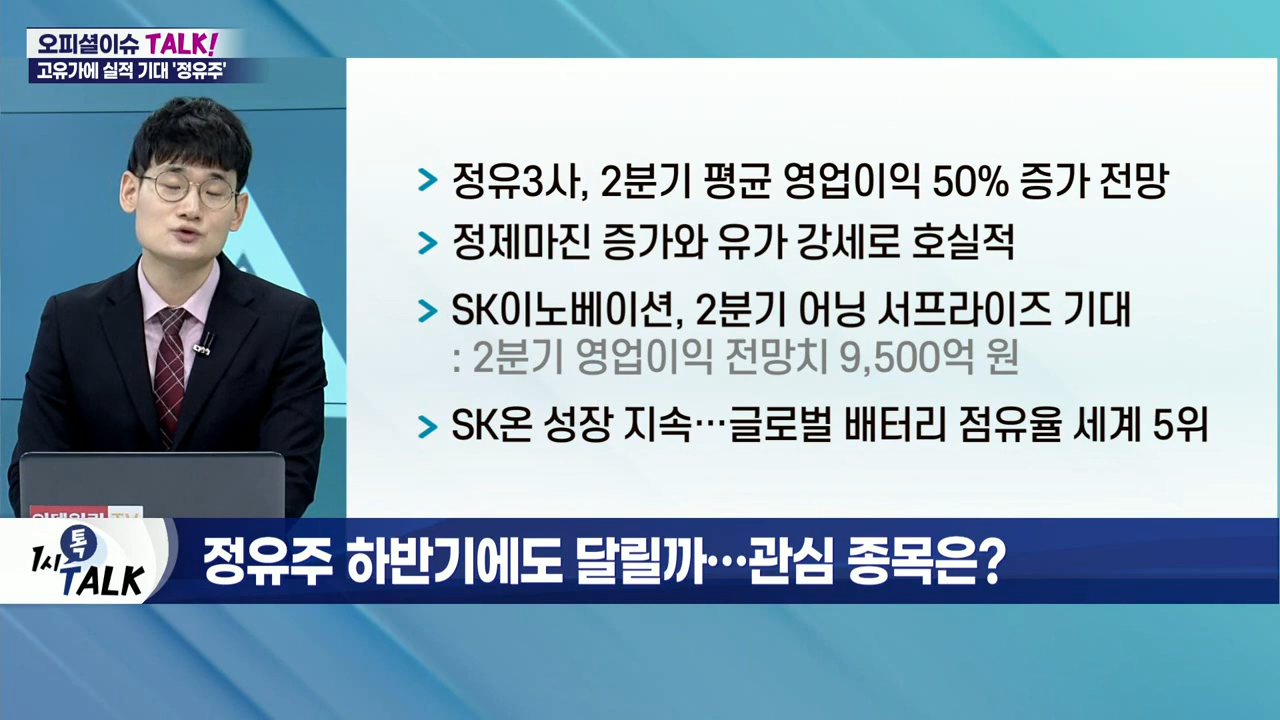 오피셜이슈 TALK!
고유가에 실적 기대 '정유주'
> 정유3사, 2분기 평균 영업이익 50% 증가 전망
> 정제마진 증가와 유가 강세로 호실적
> SK이노베이션, 2분기 어닝 서프라이즈 기대
: 2분기 영업이익 전망치 9,500억 원
> SK온 성장 지속…글로벌 배터리 점유율 세계 5위
1시톡
TALK
정유주 하반기에도 달릴까…관심 종목은?